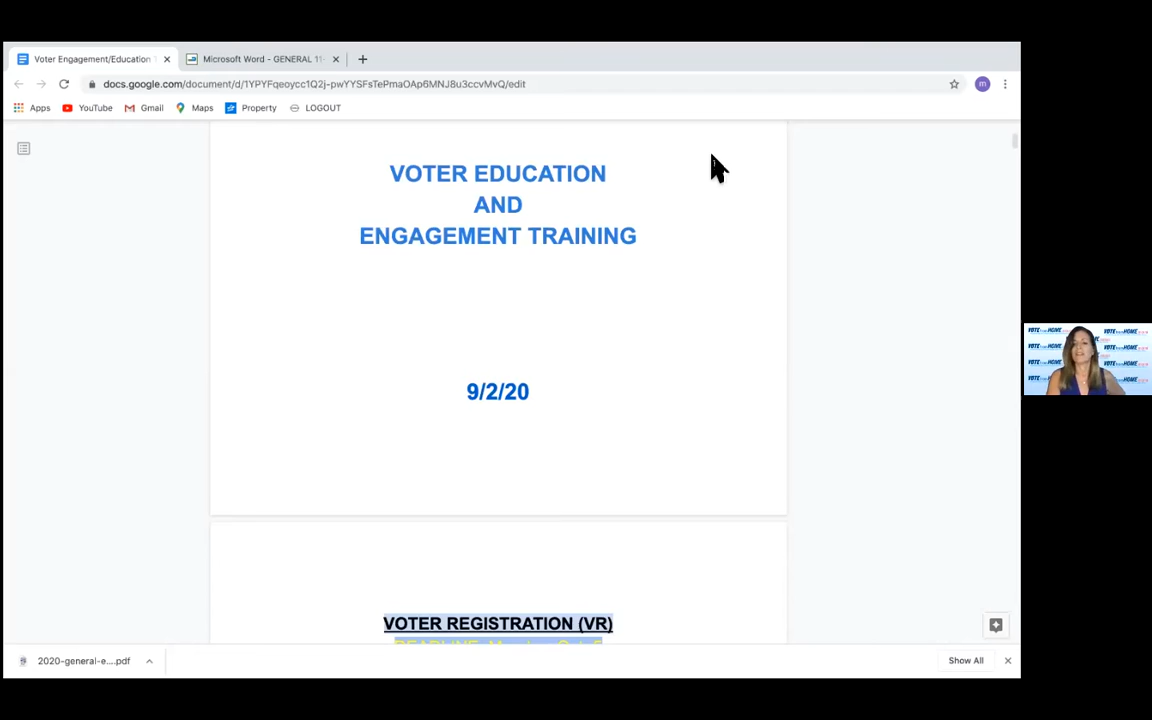 Voter Engagement/Education
Microsoft Word - GENERAL 11-
docs.google.com/document/d/1YPYFqeoycc1Q2j-pwYYSFsTePmaOAp6MNJ8u3ccvMvQ/edit
m
Apps YouTube Gmail Maps Property LOGOUT
VOTER EDUCATION
AND
ENGAGEMENT TRAINING
9/2/20
VOTER REGISTRATION (VR)
2020-general-e....pdf
Show All